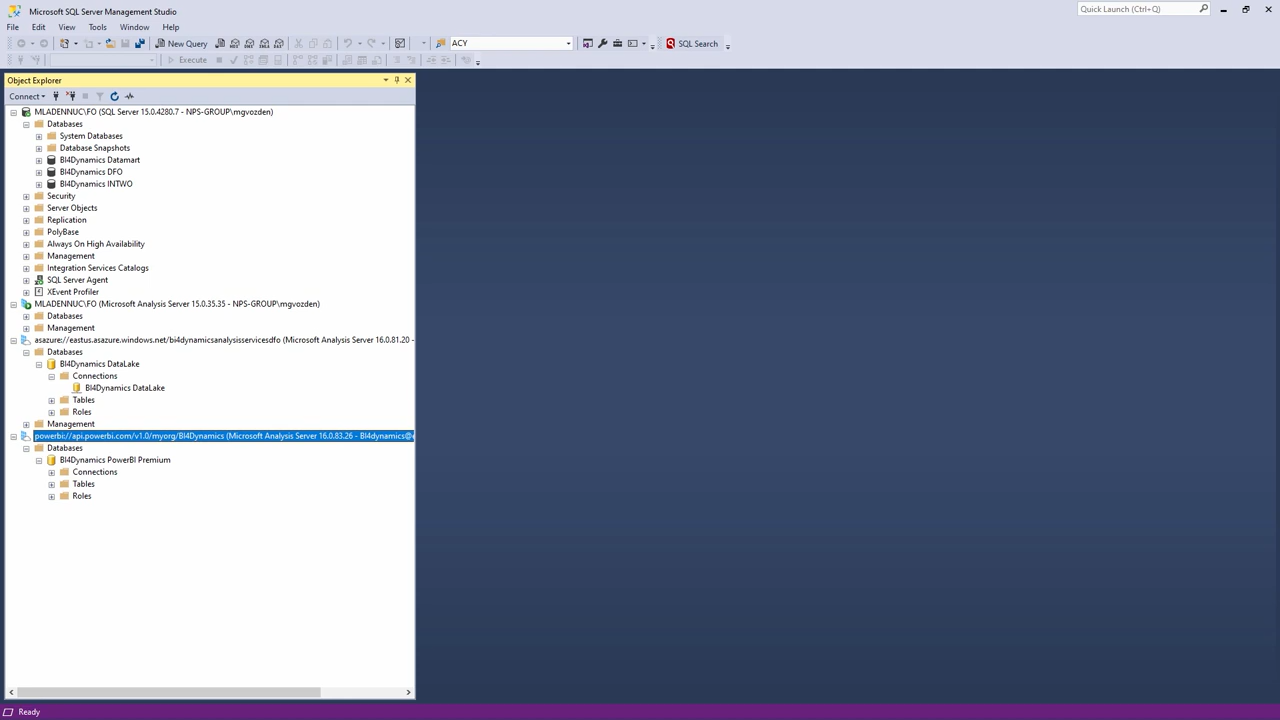 Microsoft SQL Server Management Studio
Quick Launch (Ctrl+Q)
File Edit View Tools Window Help
New Query ACY SQL Search
Execute
Object Explorer
Connect
MLADENNUC\FO (SQL Server 15.0.4280.7 - NPS-GROUP\mgvozden)
Databases
System Databases
Database Snapshots
BI4Dynamics Datamart
BI4Dynamics DFO
BI4Dynamics INTWO
Security
Server Objects
Replication
PolyBase
Always On High Availability
Management
Integration Services Catalogs
SQL Server Agent
XEvent Profiler
MLADENNUC\FO (Microsoft Analysis Server 15.0.35.35 - NPS-GROUP\mgvozden)
Databases
Management
asazure://eastus.asazure.windows.net/bi4dynamicsanalysisservicesdfo (Microsoft Analysis Server 16.0.81.20 -
Databases
BI4Dynamics DataLake
Connections
BI4Dynamics DataLake
Tables
Roles
Management
powerbi://api.powerbi.com/v1.0/myorg/BI4Dynamics (Microsoft Analysis Server 16.0.83.26 - BI4dynamics@
Databases
BI4Dynamics PowerBI Premium
Connections
Tables
Roles
Ready